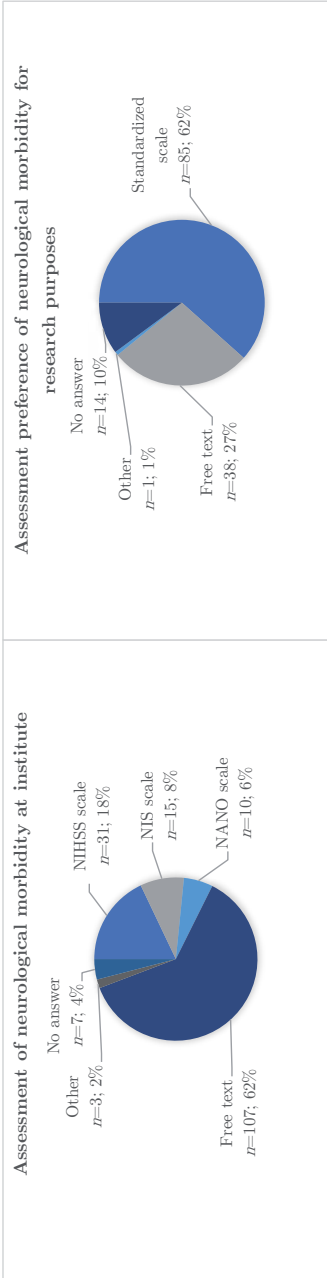 Assessment of neurological morbidity at institute
No answer
n=7; 4%
Other
n=3; 2%
NIHSS scale
n=31; 18%
NIS scale
n=15; 8%
NANO scale
n=10; 6%
Free text
n=107; 62%
Assessment preference of neurological morbidity for
research purposes
No answer
n=14; 10%
Other
n=1; 1%
Free text
n=38; 27%
Standardized
scale
n=85; 62%